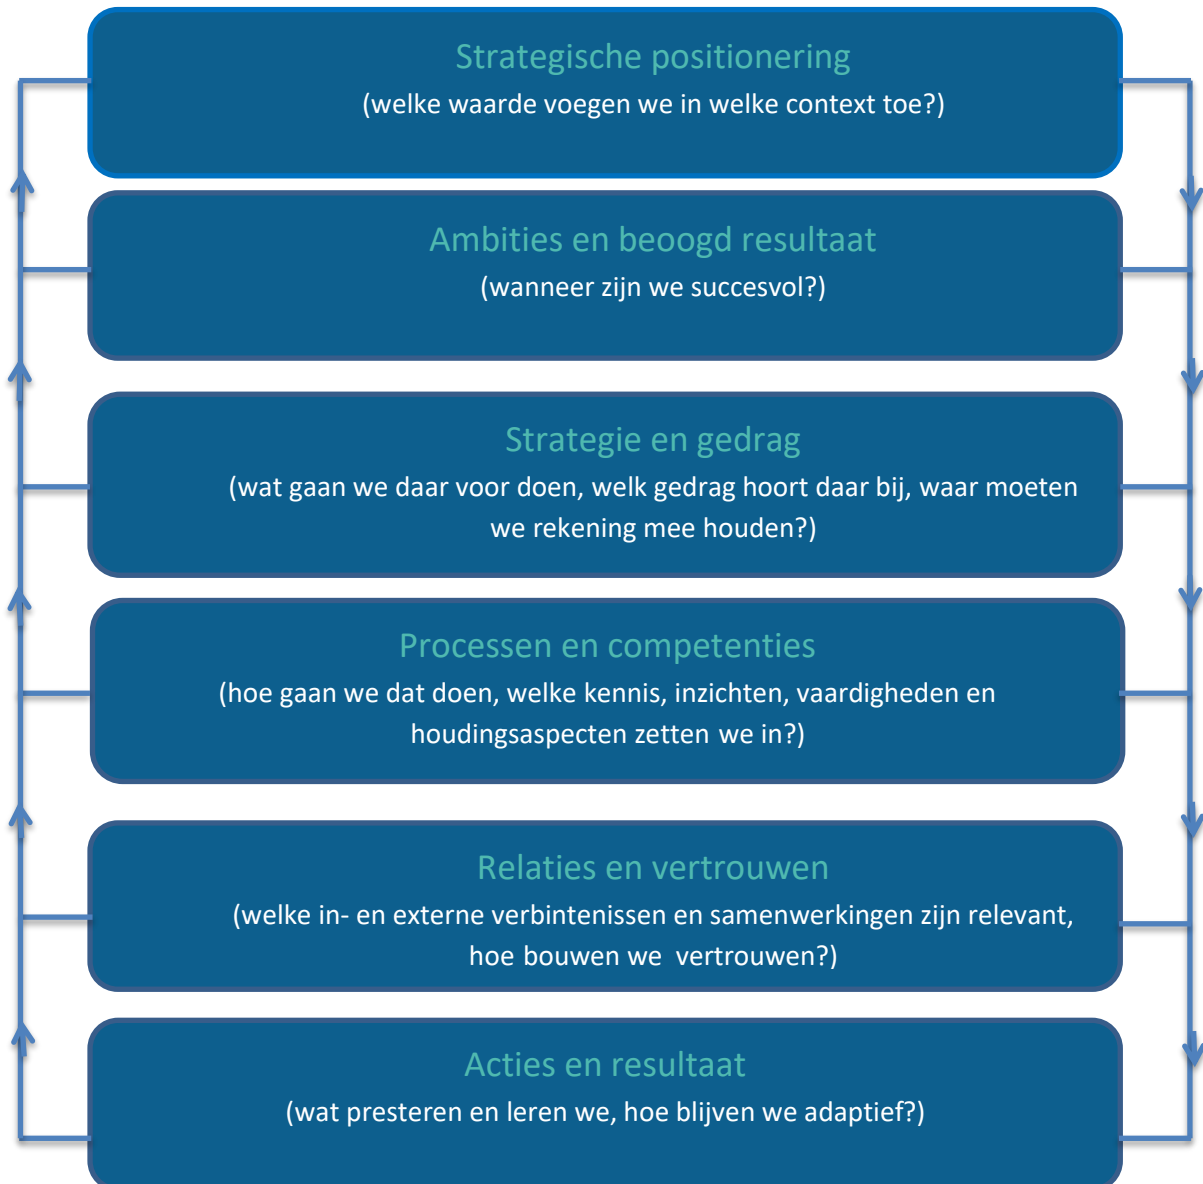 Strategische positionering
(welke waarde voegen we in welke context toe?)
Ambities en beoogd resultaat
(wanneer zijn we succesvol?)
Strategie en gedrag
(wat gaan we daar voor doen, welk gedrag hoort daar bij, waar moeten
we rekening mee houden?)
Processen en competenties
(hoe gaan we dat doen, welke kennis, inzichten, vaardigheden en
houdingsaspecten zetten we in?)
Relaties en vertrouwen
(welke in- en externe verbintenissen en samenwerkingen zijn relevant,
hoe bouwen we vertrouwen?)
Acties en resultaat
(wat presteren en leren we, hoe blijven we adaptief?)